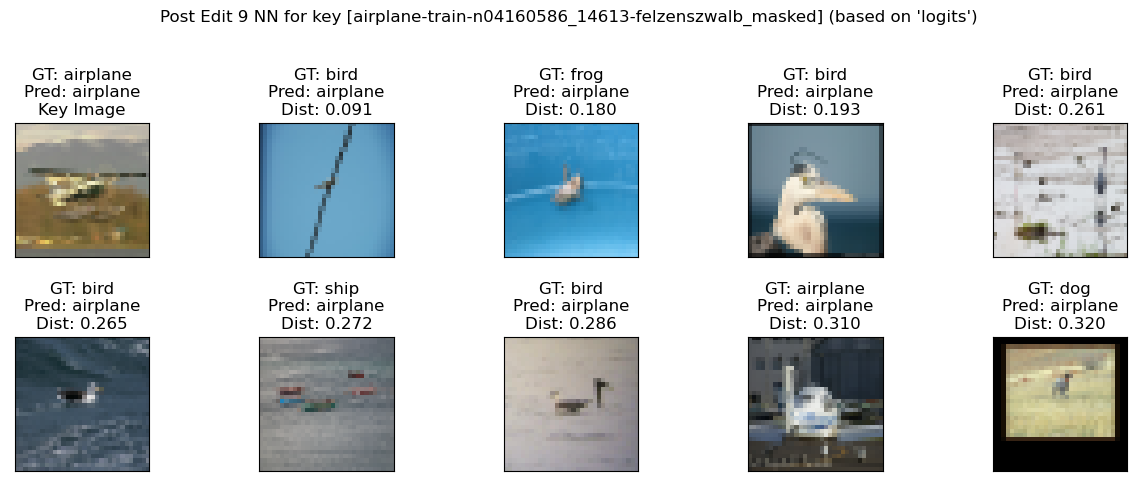 Post Edit 9 NN for key [airplane-train-n04160586_14613-felzenszwalb_masked] (based on 'logits')
GT: airplane
Pred: airplane
Key Image
GT: bird
Pred: airplane
Dist: 0.091
GT: frog
Pred: airplane
Dist: 0.180
GT: bird
Pred: airplane
Dist: 0.193
GT: bird
Pred: airplane
Dist: 0.261
GT: bird
Pred: airplane
Dist: 0.265
GT: ship
Pred: airplane
Dist: 0.272
GT: bird
Pred: airplane
Dist: 0.286
GT: airplane
Pred: airplane
Dist: 0.310
GT: dog
Pred: airplane
Dist: 0.320